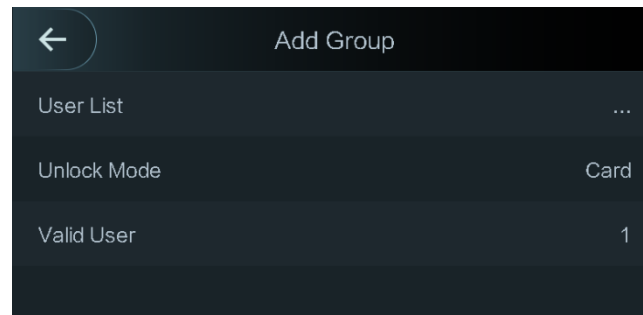 Add Group
User List ...
Unlock Mode Card
Valid User 1